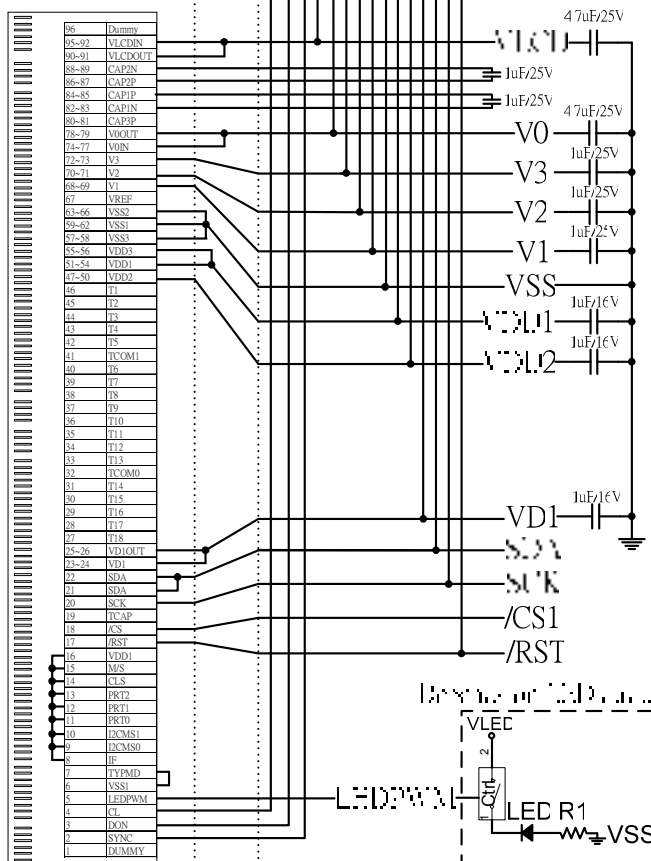 96 Dummy
95~92 VLCDIN
90~91 VLCDOUT
88~89 CAP2N
86~87 CAP2P
84~85 CAP1P
82~83 CAP1N
80~81 CAP3P
78~79 V0OUT
74~77 V0IN
72~73 V3
70~71 V2
68~69 V1
67 VREF
63~66 VSS2
59~62 VSS1
57~58 VSS3
55~56 VDD3
51~54 VDD1
47~50 VDD2
46 T1
45 T2
44 T3
43 T4
42 T5
41 TCOM1
40 T6
39 T7
38 T8
37 T9
36 T10
35 T11
34 T12
33 T13
32 TCOM0
31 T14
30 T15
29 T16
28 T17
27 T18
25~26 VD1OUT
23~24 VD1
22 SDA
21 SDA
20 SCK
19 TCAP
18 /CS
17 /RST
16 VDD1
15 M/S
14 CLS
13 PRT2
12 PRT1
11 PRT0
10 I2CMS1
9 I2CMS0
8 IF
7 TYPMD
6 VSS1
5 LEDPWM
4 CL
3 DON
2 SYNC
1 DUMMY
4.7uF/25V
VLCD
1uF/25V
1uF/25V
4.7uF/25V
V0
1uF/25V
V3
1uF/25V
V2
1uF/25V
V1
VSS
1uF/16V
VDD1
1uF/16V
VDD2
1uF/16V
VD1
SDA
SCK
/CS1
/RST
VLED
2
Ctrl
1
LEDPWM
LED R1
VSS